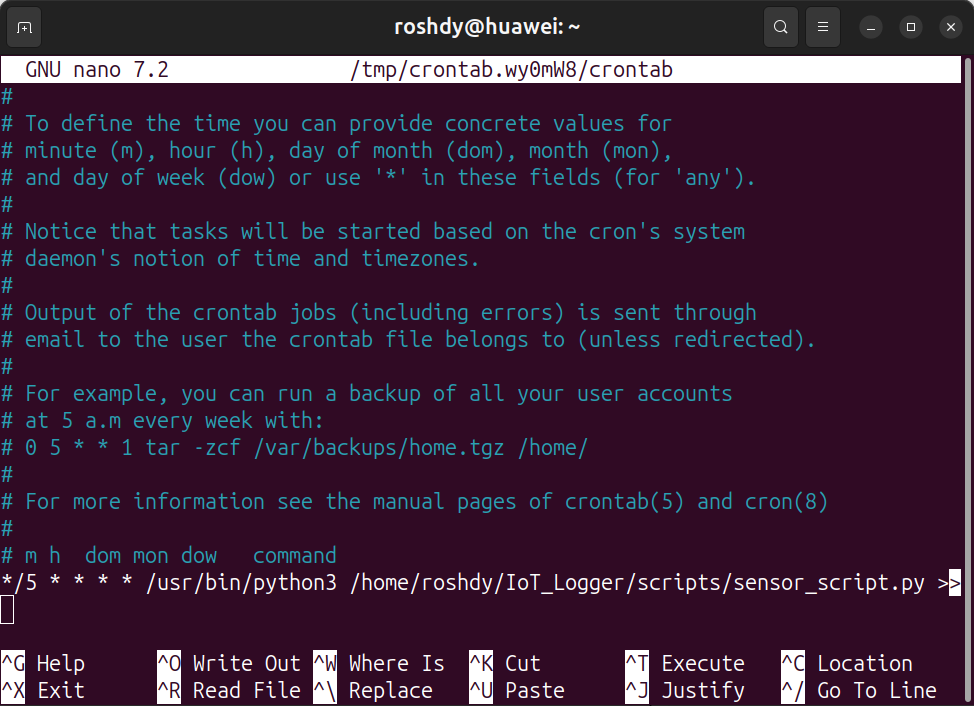 roshdy@huawei: ~
GNU nano 7.2 /tmp/crontab.wy0mW8/crontab
#
# To define the time you can provide concrete values for
# minute (m), hour (h), day of month (dom), month (mon),
# and day of week (dow) or use '*' in these fields (for 'any').
#
# Notice that tasks will be started based on the cron's system
# daemon's notion of time and timezones.
#
# Output of the crontab jobs (including errors) is sent through
# email to the user the crontab file belongs to (unless redirected).
#
# For example, you can run a backup of all your user accounts
# at 5 a.m every week with:
# 0 5 * * 1 tar -zcf /var/backups/home.tgz /home/
#
# For more information see the manual pages of crontab(5) and cron(8)
#
# m h  dom mon dow   command
*/5 * * * * /usr/bin/python3 /home/roshdy/IoT_Logger/scripts/sensor_script.py >>
^G Help ^O Write Out ^W Where Is ^K Cut ^T Execute ^C Location
^X Exit ^R Read File ^\ Replace ^U Paste ^J Justify ^/ Go To Line